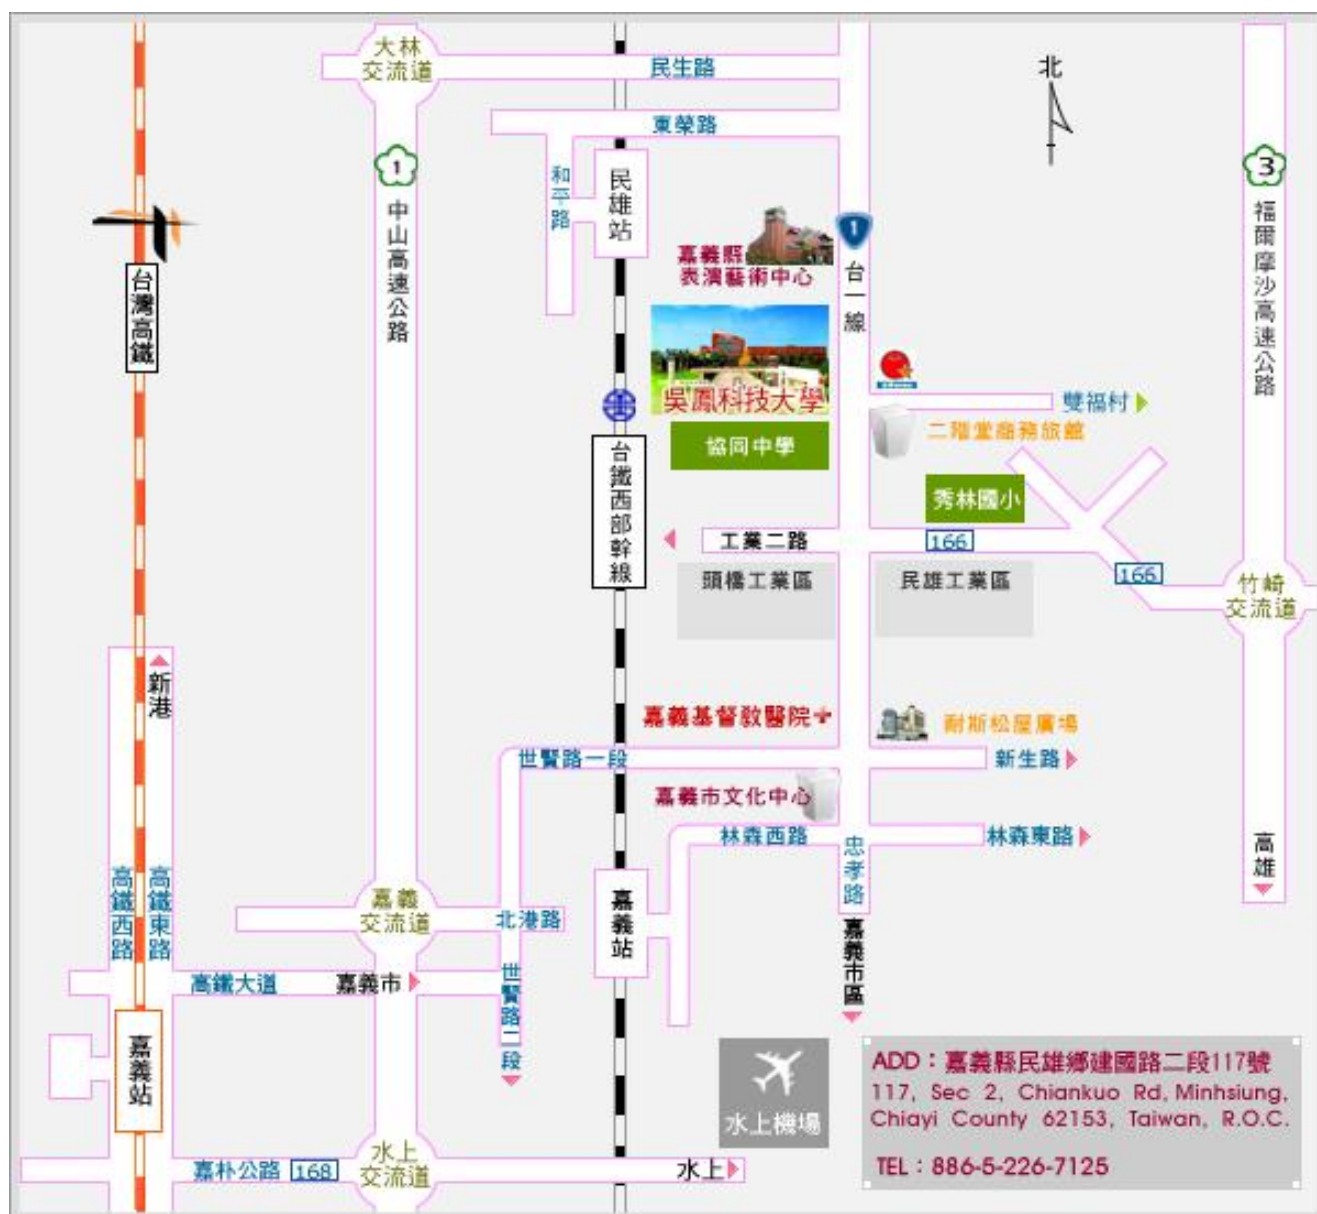 大林
交流道
民生路
北
東榮路
1
3
和平路
民雄站
中山高速公路
福爾摩沙高速公路
1
嘉義縣
表演藝術中心
台一線
台灣高鐵
吳鳳科技大學
雙福村
二階堂商務旅館
協同中學
台鐵西部幹線
秀林國小
工業二路
166
頭橋工業區
民雄工業區
166
竹崎
交流道
新港
嘉義基督教醫院
耐斯松屋廣場
世賢路一段
新生路
嘉義市文化中心
林森西路
忠孝路
林森東路
高雄
高鐵西路
高鐵東路
嘉義
交流道
北港路
嘉義站
嘉義市區
高鐵大道
嘉義市
世賢路二段
嘉義站
水上機場
ADD：嘉義縣民雄鄉建國路二段117號
117, Sec 2, Chiankuo Rd, Minhsiung,
Chiayi County 62153, Taiwan, R.O.C.
TEL：886-5-226-7125
嘉朴公路
168
水上
交流道
水上